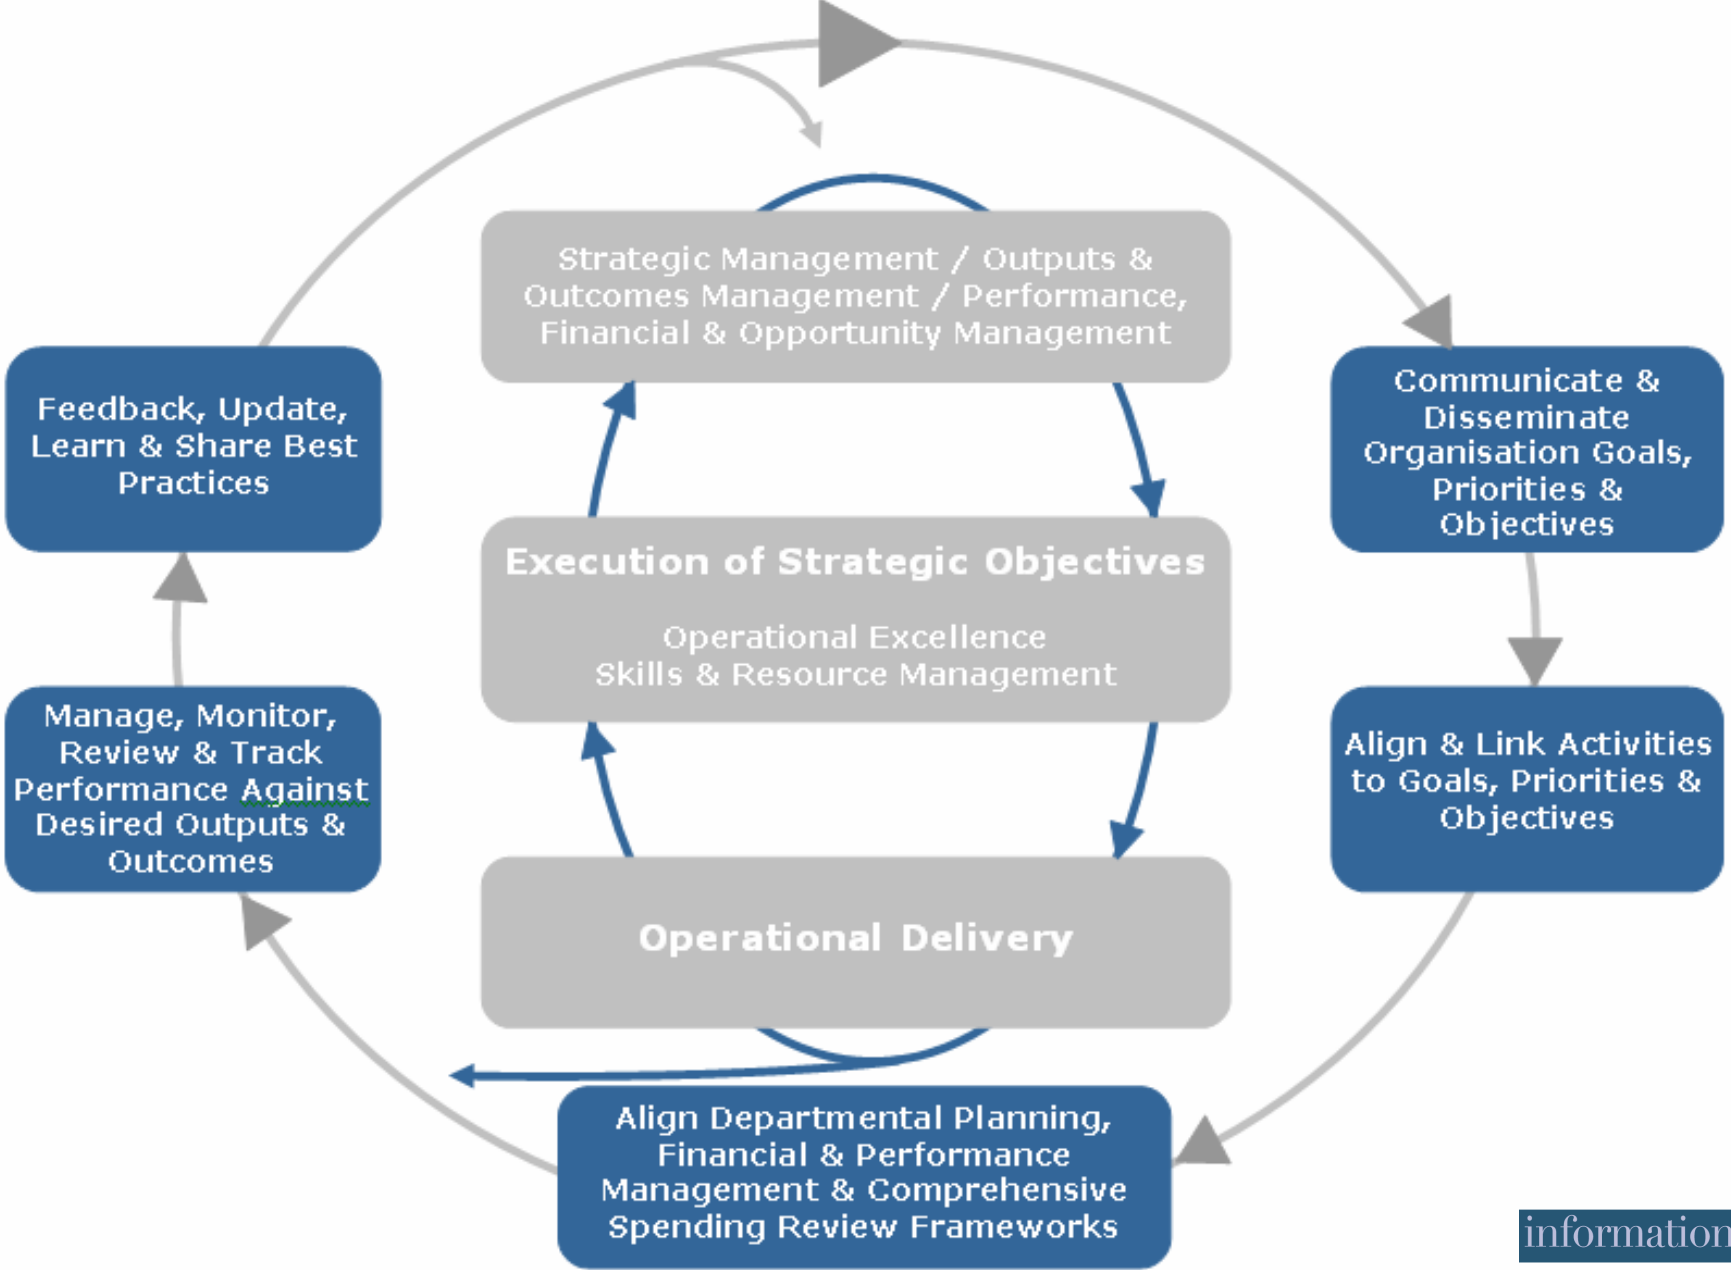 Strategic Management / Outputs &
Outcomes Management / Performance,
Financial & Opportunity Management
Feedback, Update,
Learn & Share Best
Practices
Communicate &
Disseminate
Organisation Goals,
Priorities &
Objectives
Execution of Strategic Objectives
Operational Excellence
Skills & Resource Management
Manage, Monitor,
Review & Track
Performance Against
Desired Outputs &
Outcomes
Align & Link Activities
to Goals, Priorities &
Objectives
Operational Delivery
Align Departmental Planning,
Financial & Performance
Management & Comprehensive
Spending Review Frameworks
information